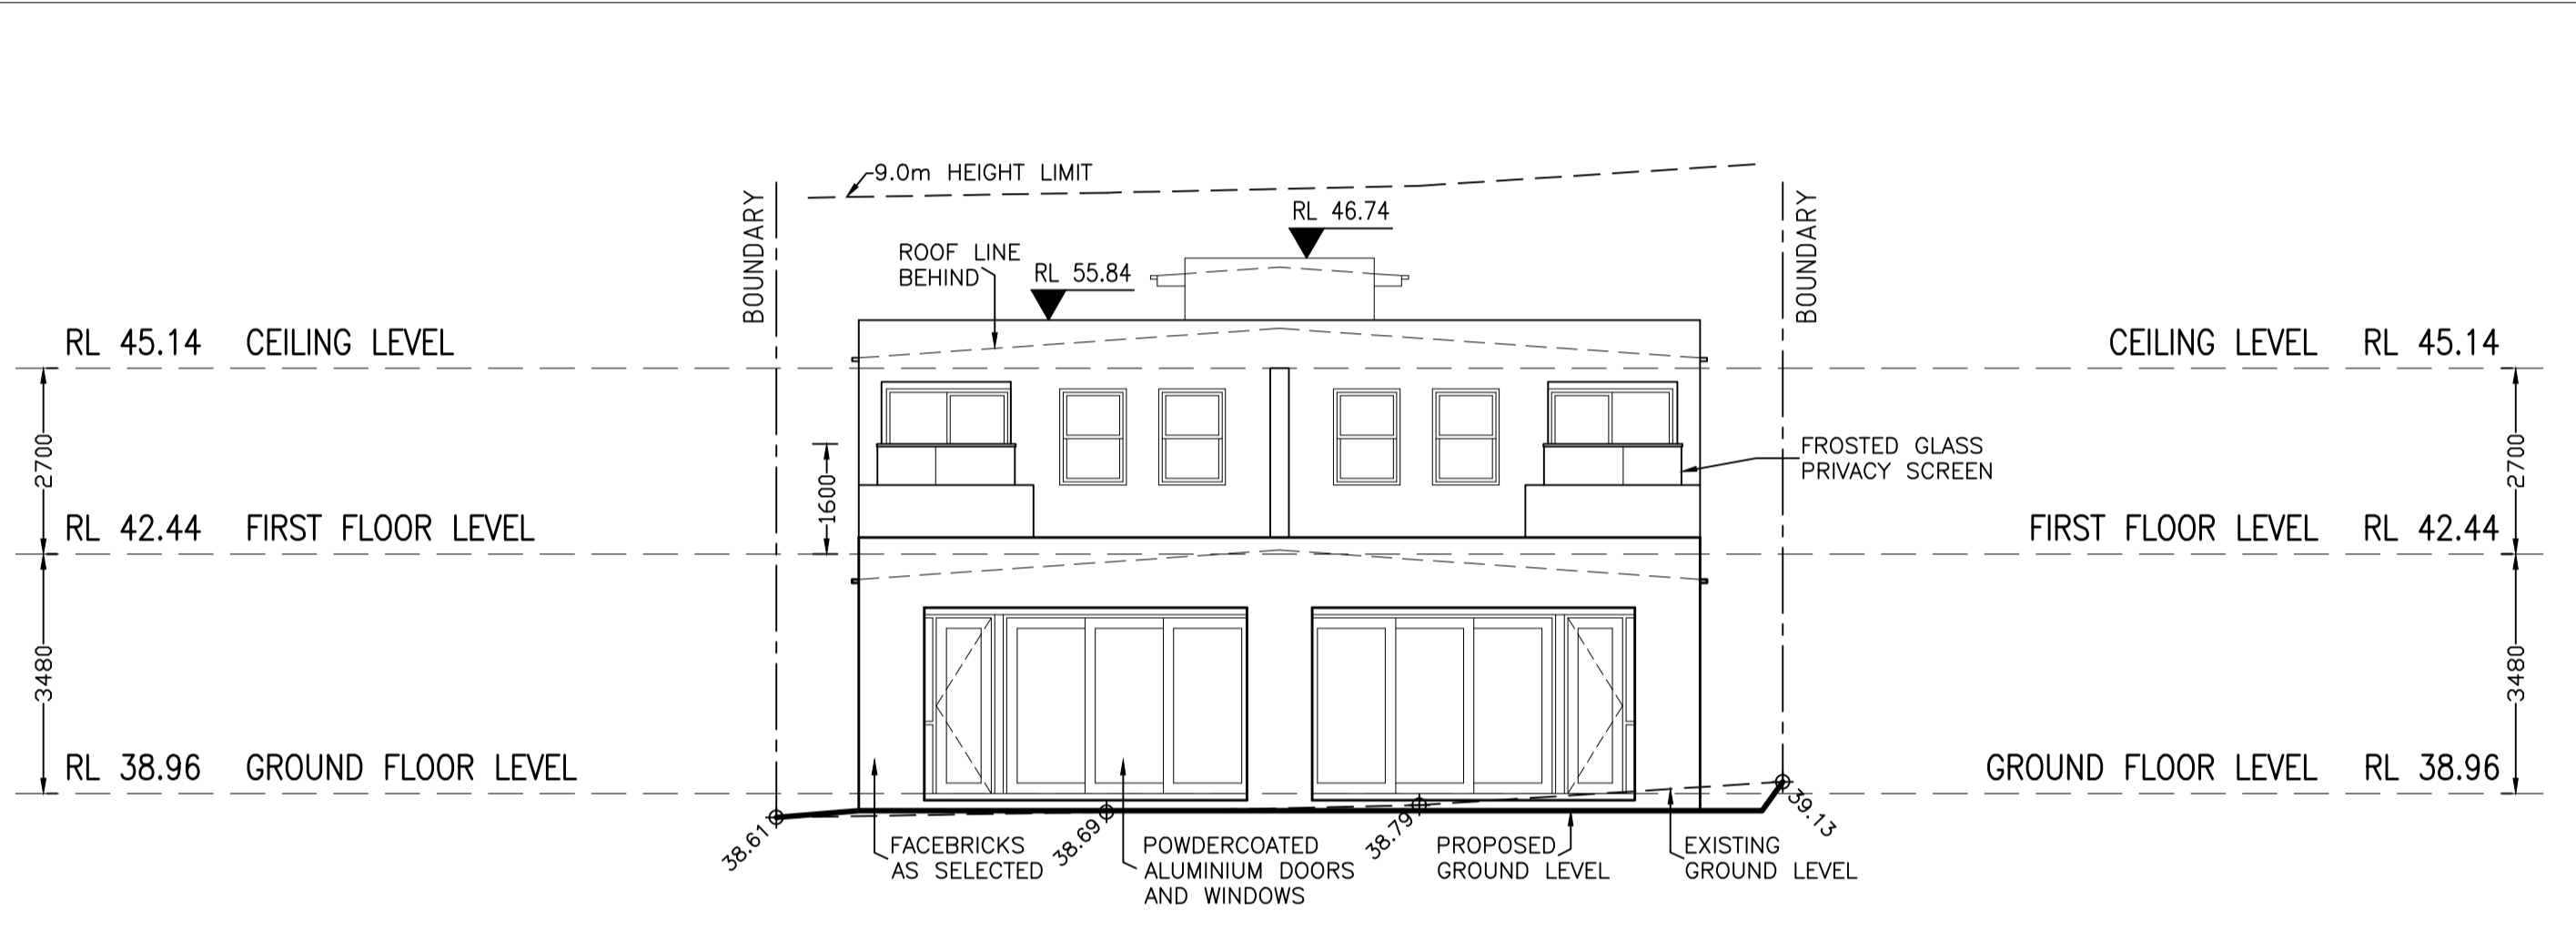 9.0m HEIGHT LIMIT
BOUNDARY
BOUNDARY
RL 46.74
ROOF LINE
BEHIND
RL 55.84
RL 45.14 CEILING LEVEL
CEILING LEVEL RL 45.14
2700
1600
FROSTED GLASS
PRIVACY SCREEN
2700
RL 42.44 FIRST FLOOR LEVEL
FIRST FLOOR LEVEL RL 42.44
3480
3480
RL 38.96 GROUND FLOOR LEVEL
GROUND FLOOR LEVEL RL 38.96
38.61
38.69
38.79
39.13
FACEBRICKS
AS SELECTED
POWDERCOATED
ALUMINIUM DOORS
AND WINDOWS
PROPOSED
GROUND LEVEL
EXISTING
GROUND LEVEL